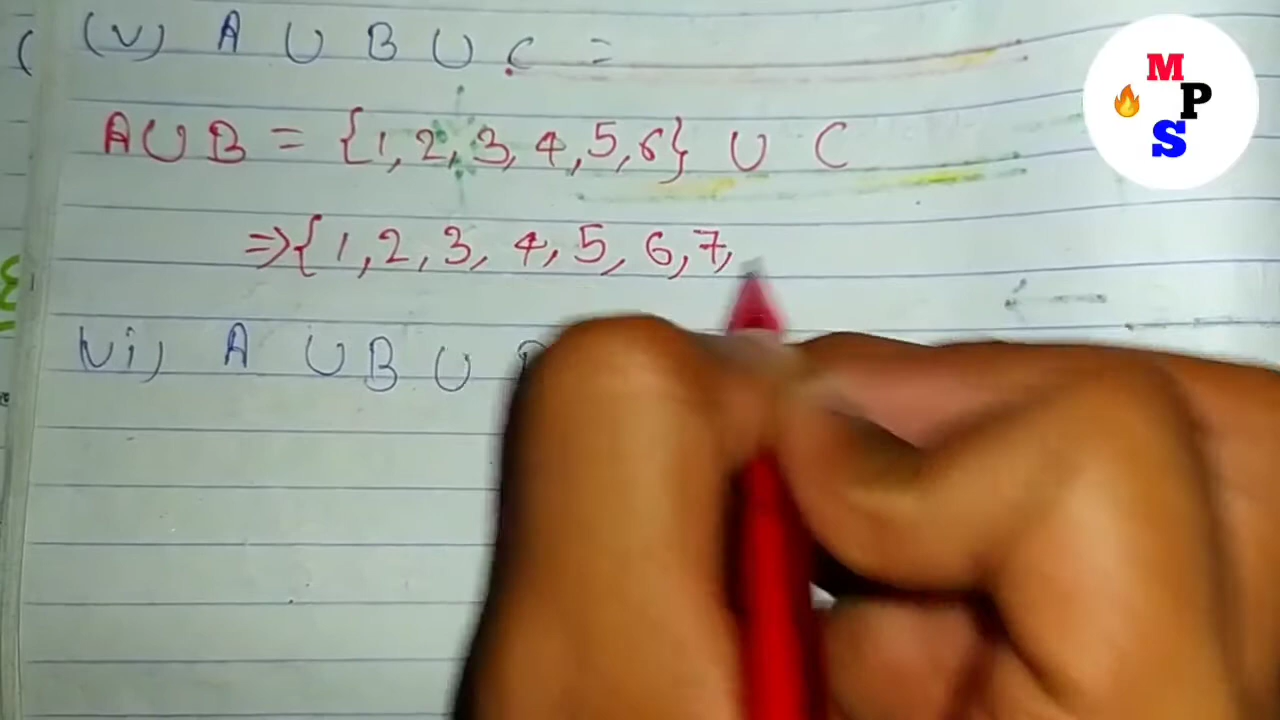 (v) A ∪ B ∪ C =
A∪B = {1,2,3,4,5,6} ∪ C
⇒{1,2,3,4,5,6,7,
(vi) A ∪ B ∪
M
P
S